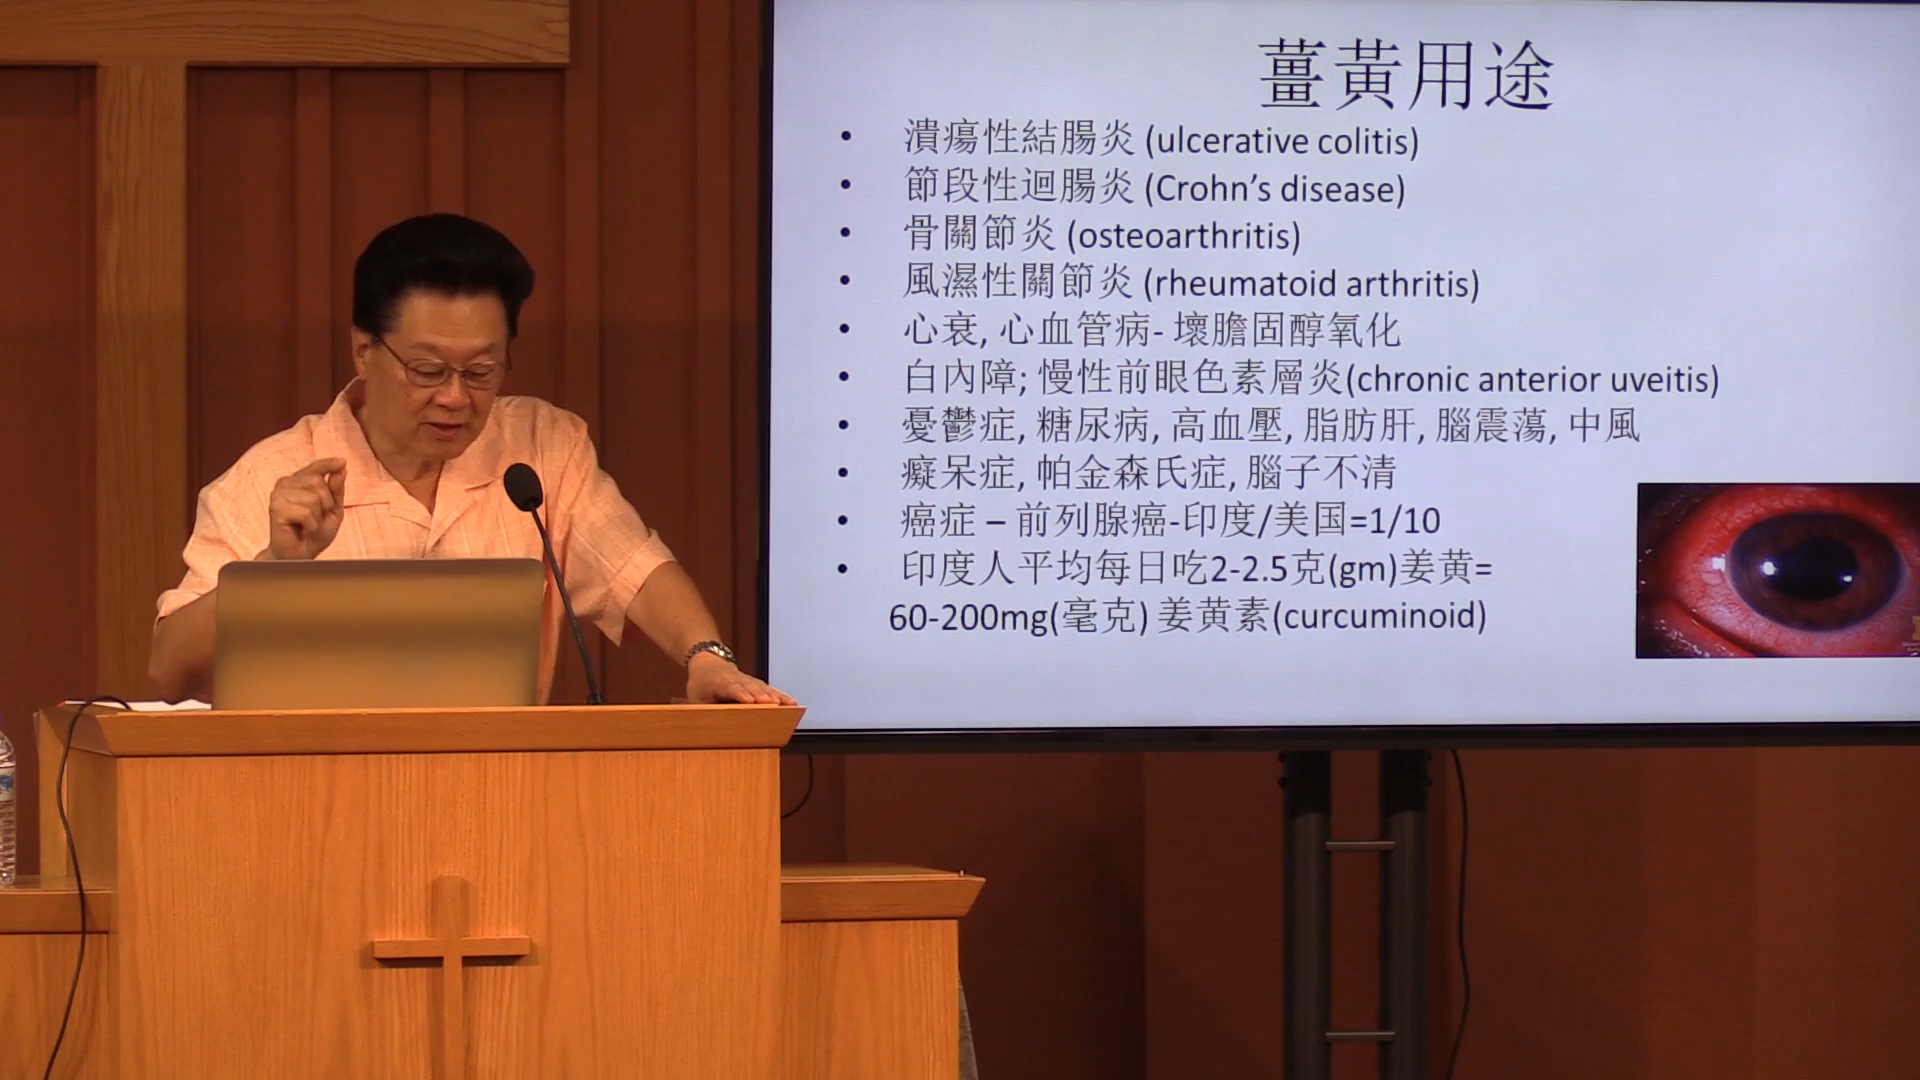 薑黃用途
• 潰瘍性結腸炎 (ulcerative colitis)
• 節段性迴腸炎 (Crohn’s disease)
• 骨關節炎 (osteoarthritis)
• 風濕性關節炎 (rheumatoid arthritis)
• 心衰, 心血管病- 壞膽固醇氧化
• 白內障; 慢性前眼色素層炎(chronic anterior uveitis)
• 憂鬱症, 糖尿病, 高血壓, 脂肪肝, 腦震蕩, 中風
• 癡呆症, 帕金森氏症, 腦子不清
• 癌症 – 前列腺癌-印度/美国=1/10
• 印度人平均每日吃2-2.5克(gm)姜黄=
60-200mg(毫克) 姜黄素(curcuminoid)